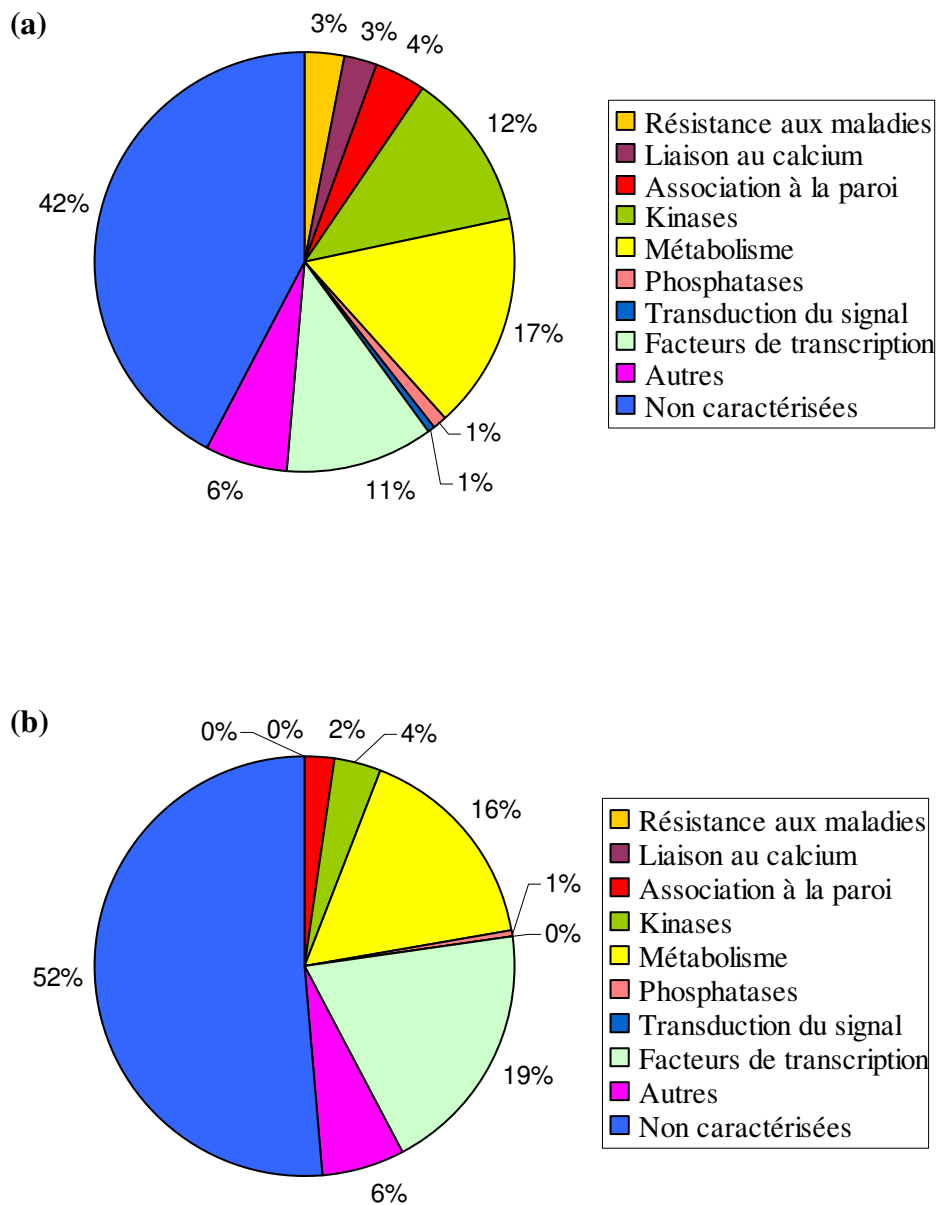 (a)
3%
3%
4%
12%
42%
17%
1%
1%
11%
6%
Résistance aux maladies
Liaison au calcium
Association à la paroi
Kinases
Métabolisme
Phosphatases
Transduction du signal
Facteurs de transcription
Autres
Non caractérisées
(b)
0%
0%
2%
4%
16%
1%
0%
52%
19%
6%
Résistance aux maladies
Liaison au calcium
Association à la paroi
Kinases
Métabolisme
Phosphatases
Transduction du signal
Facteurs de transcription
Autres
Non caractérisées